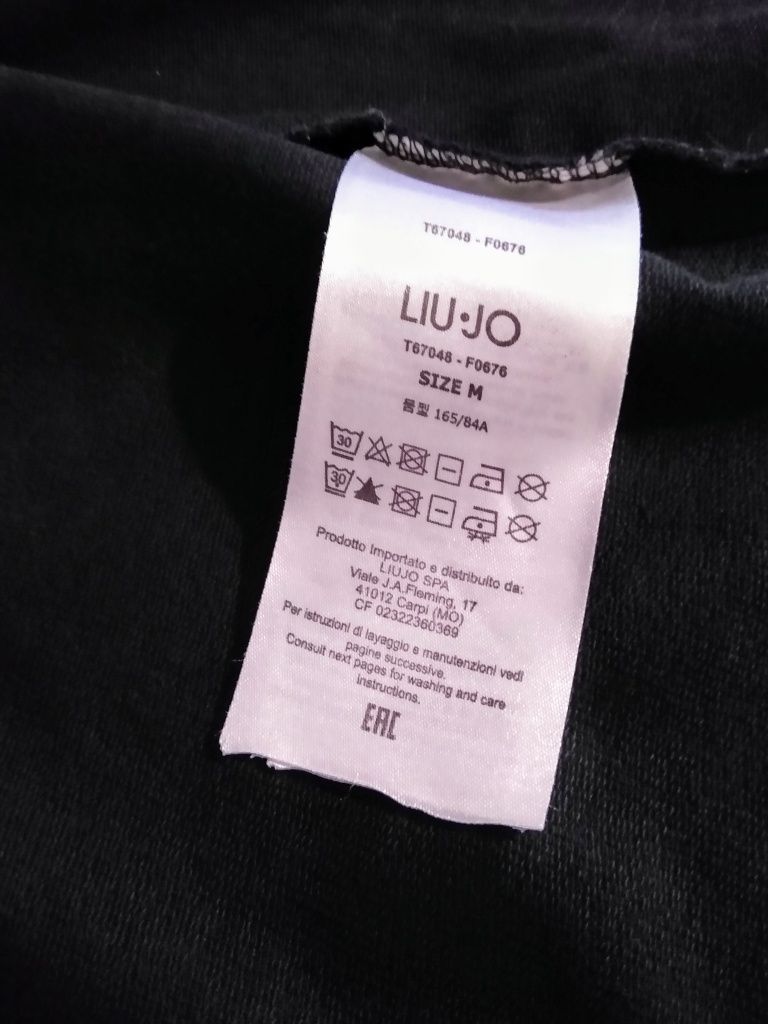 T67048 - F0676
LIU·JO
T67048 - F0676
SIZE M
号型 165/84A
30
30
Prodotto Importato e distribuito da:
LIUJO SPA
Viale J.A.Fleming, 17
41012 Carpi (MO)
CF 02322360369
Per istruzioni di lavaggio e manutenzioni vedi
pagine successive.
Consult next pages for washing and care
instructions.
EAC